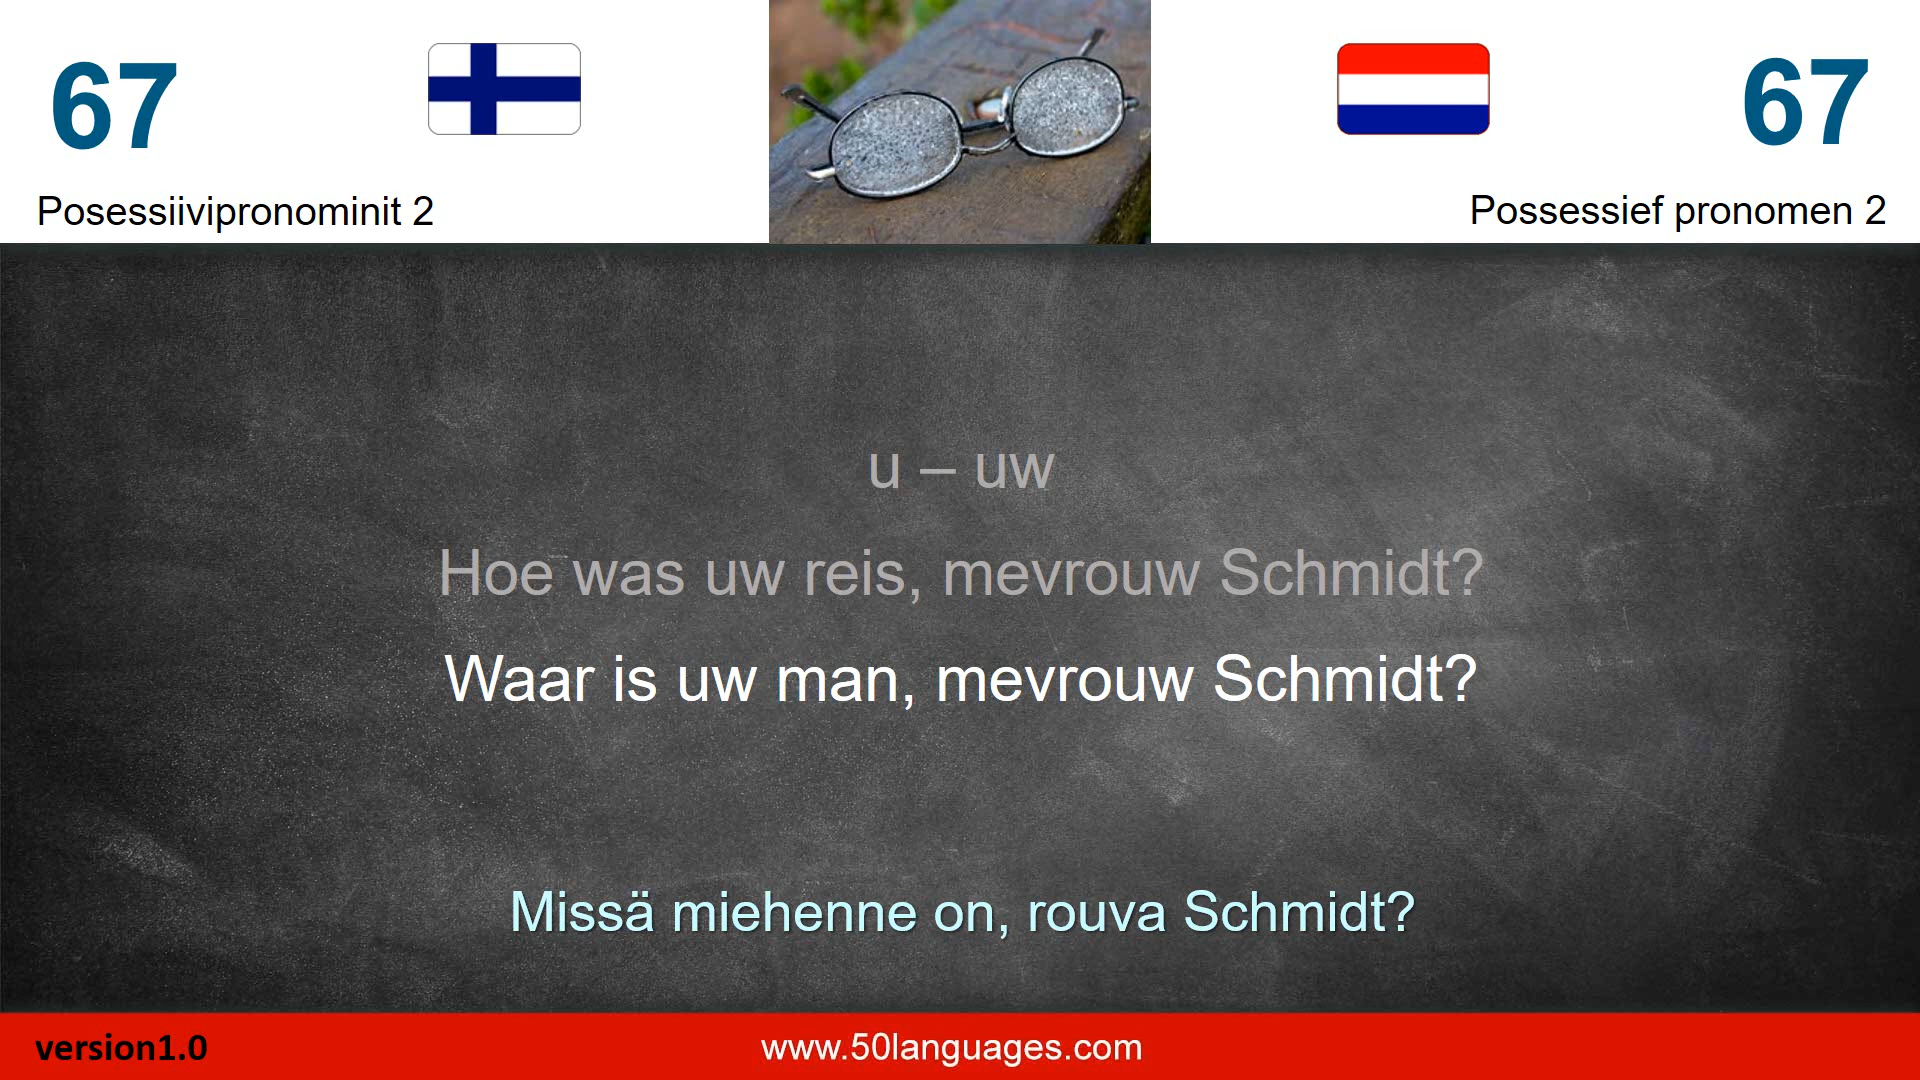 67
67
Posessiivipronominit 2
Possessief pronomen 2
u – uw
Hoe was uw reis, mevrouw Schmidt?
Waar is uw man, mevrouw Schmidt?
Missä miehenne on, rouva Schmidt?
version1.0
www.50languages.com